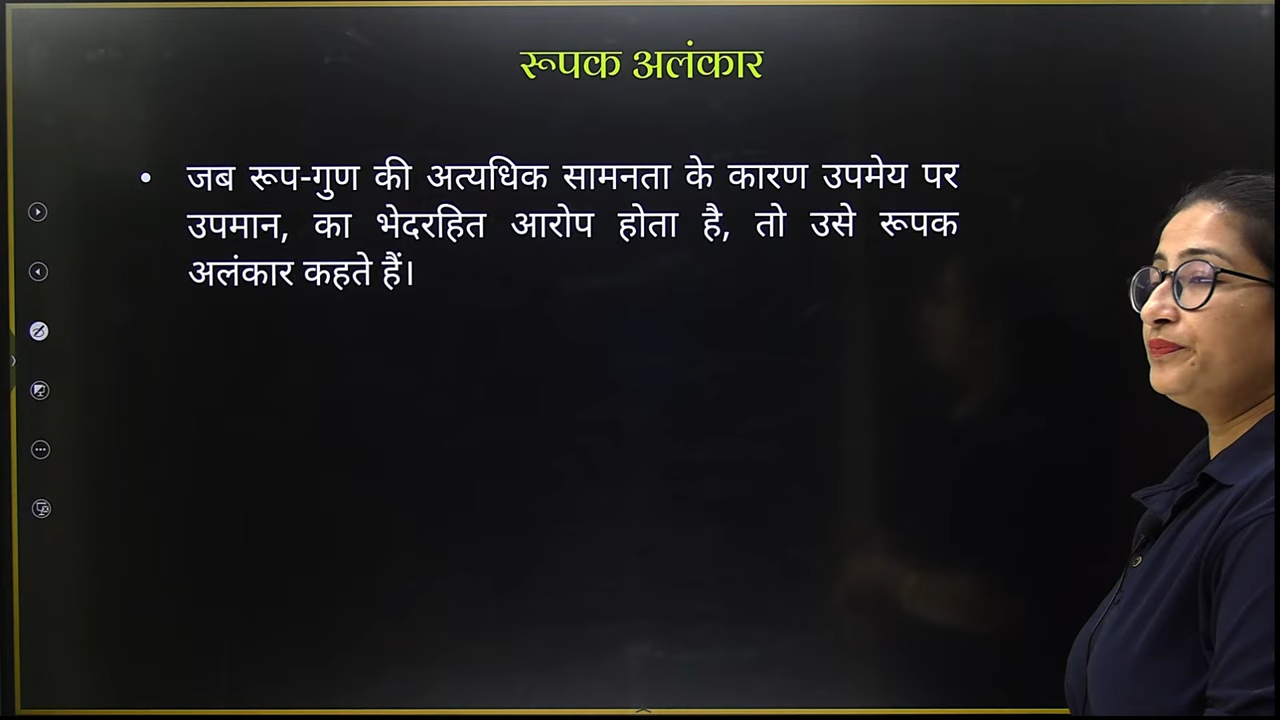 रूपक अलंकार
• जब रूप-गुण की अत्यधिक सामनता के कारण उपमेय पर
उपमान, का भेदरहित आरोप होता है, तो उसे रूपक
अलंकार कहते हैं।